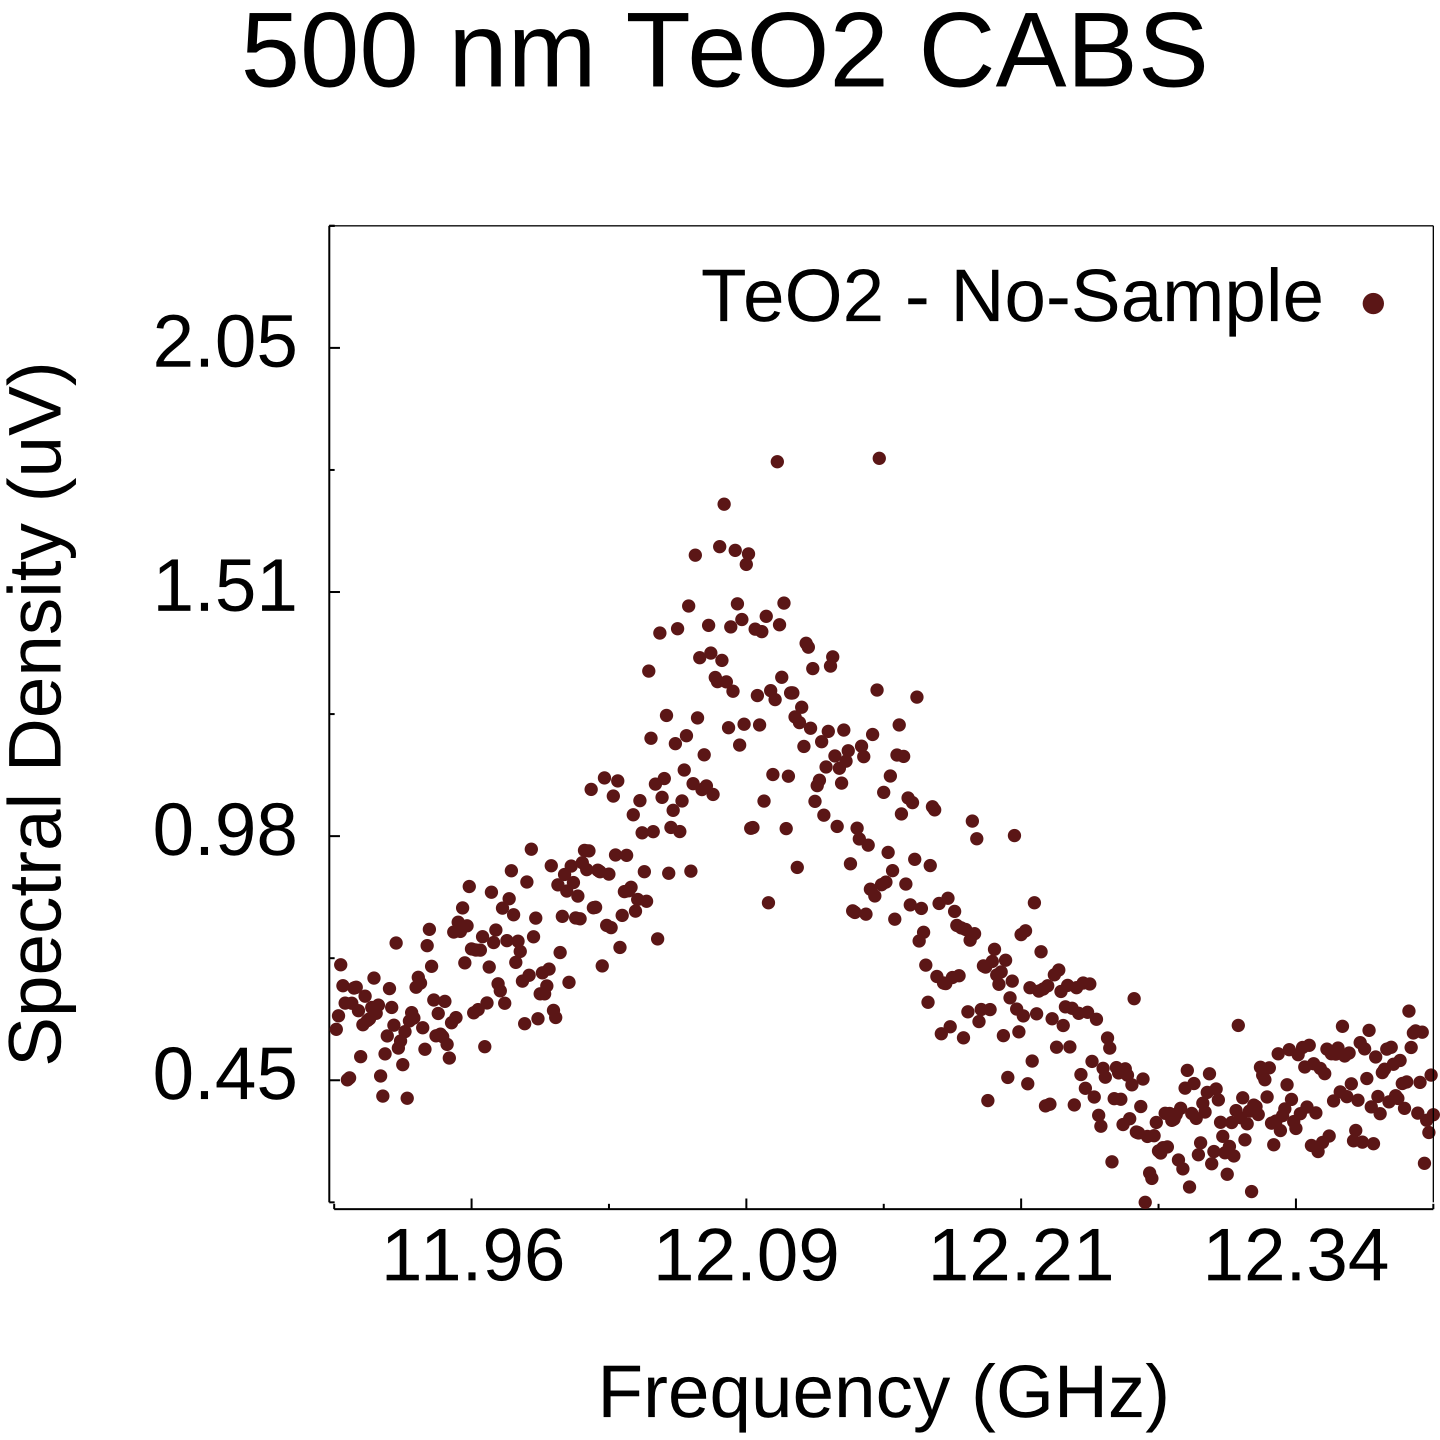 500 nm TeO2 CABS
TeO2 - No-Sample
Spectral Density (uV)
2.05
1.51
0.98
0.45
11.96 12.09 12.21 12.34
Frequency (GHz)